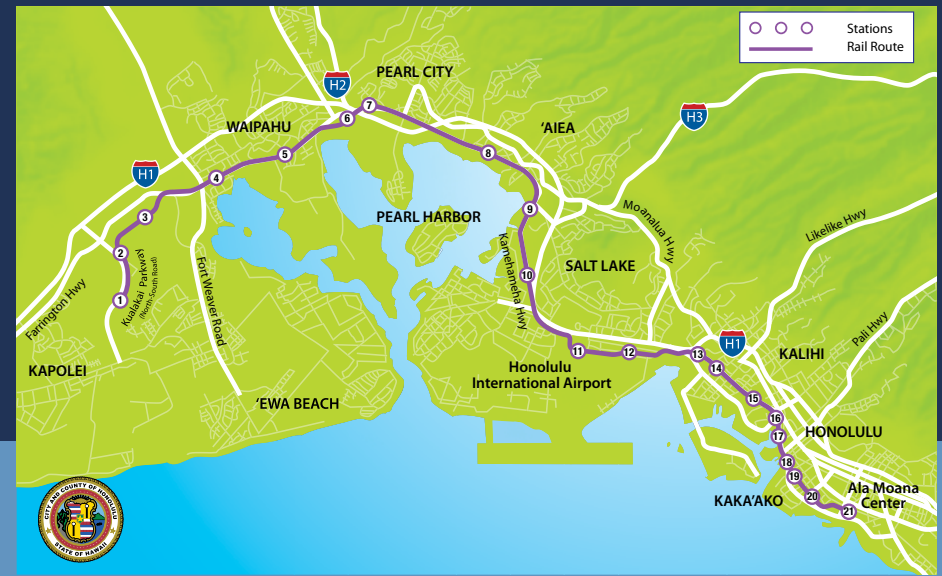 Stations
Rail Route
H2
PEARL CITY
7
6
WAIPAHU
'AIEA
H3
5
8
H1
4
3
9
PEARL HARBOR
Moanalua Hwy
Likelike Hwy
2
Kualakai Parkway
(North-South Road)
Fort Weaver Road
Kamehameha Hwy
10
SALT LAKE
1
Farrington Hwy
Pali Hwy
H1
11
12
13
KALIHI
KAPOLEI
Honolulu
International Airport
14
'EWA BEACH
15
16
17
HONOLULU
18
19
20
21
KAKA'AKO
Ala Moana
Center
CITY AND COUNTY OF HONOLULU
STATE OF HAWAII